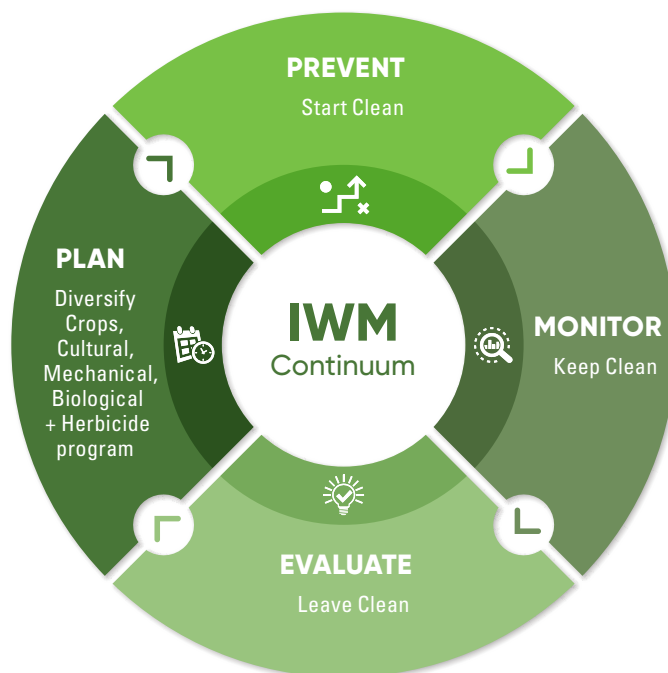 PREVENT
Start Clean
PLAN
Diversify
Crops,
Cultural,
Mechanical,
Biological
+ Herbicide
program
IWM
Continuum
MONITOR
Keep Clean
EVALUATE
Leave Clean